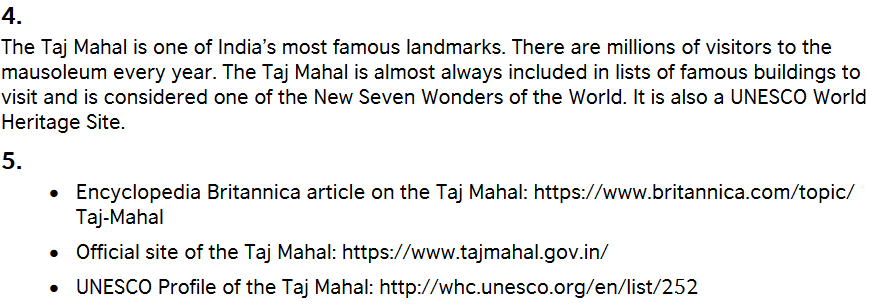 4.
The Taj Mahal is one of India’s most famous landmarks. There are millions of visitors to the
mausoleum every year. The Taj Mahal is almost always included in lists of famous buildings to
visit and is considered one of the New Seven Wonders of the World. It is also a UNESCO World
Heritage Site.
5.
• Encyclopedia Britannica article on the Taj Mahal: https://www.britannica.com/topic/
Taj-Mahal
• Official site of the Taj Mahal: https://www.tajmahal.gov.in/
• UNESCO Profile of the Taj Mahal: http://whc.unesco.org/en/list/252